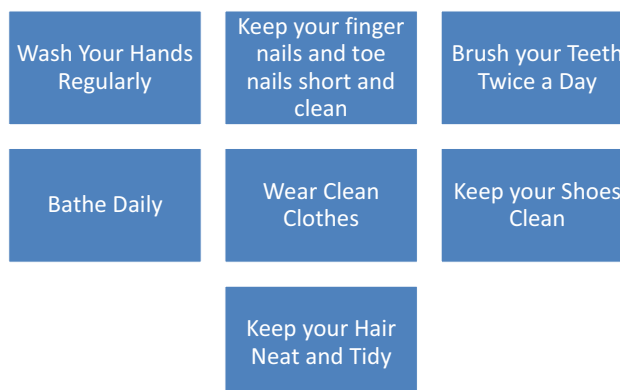 Wash Your Hands
Regularly
Keep your finger
nails and toe
nails short and
clean
Brush your Teeth
Twice a Day
Bathe Daily
Wear Clean
Clothes
Keep your Shoes
Clean
Keep your Hair
Neat and Tidy